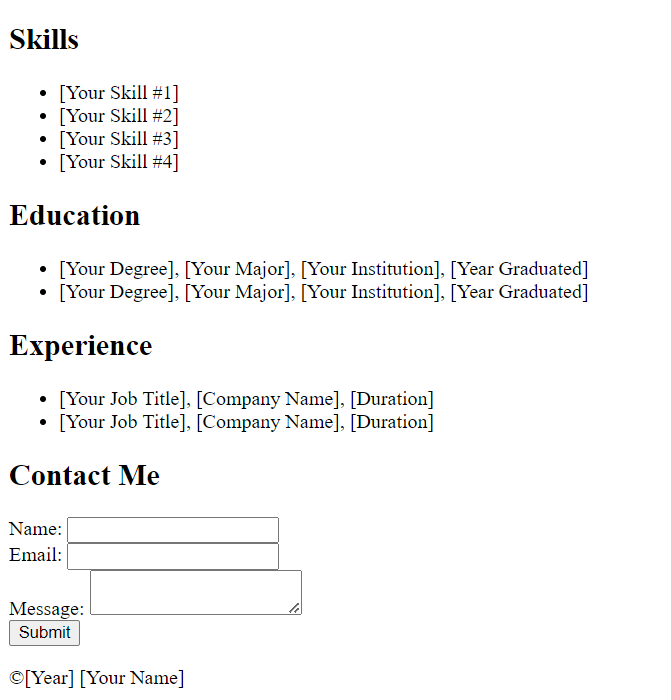 Skills
[Your Skill #1]
[Your Skill #2]
[Your Skill #3]
[Your Skill #4]
Education
[Your Degree], [Your Major], [Your Institution], [Year Graduated]
[Your Degree], [Your Major], [Your Institution], [Year Graduated]
Experience
[Your Job Title], [Company Name], [Duration]
[Your Job Title], [Company Name], [Duration]
Contact Me
Name:
Email:
Message:
Submit
©[Year] [Your Name]